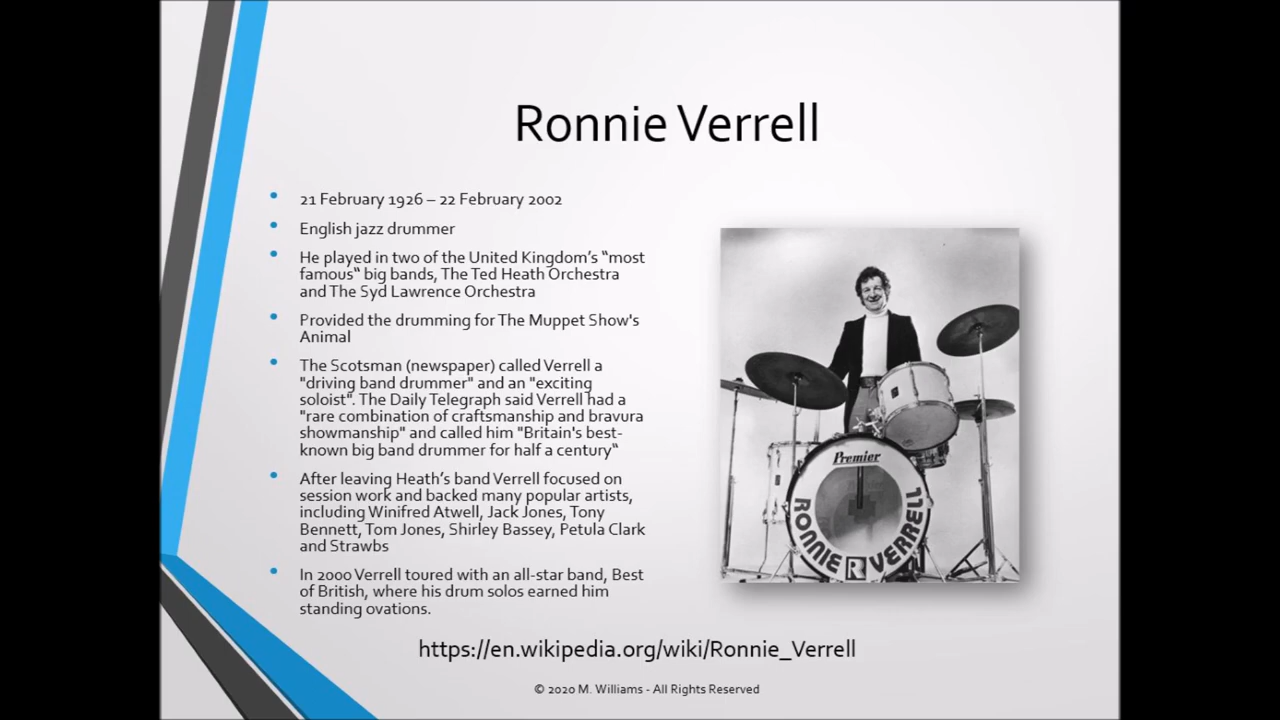 Ronnie Verrell
21 February 1926 – 22 February 2002
English jazz drummer
He played in two of the United Kingdom's "most
famous" big bands, The Ted Heath Orchestra
and The Syd Lawrence Orchestra
Provided the drumming for The Muppet Show's
Animal
The Scotsman (newspaper) called Verrell a
"driving band drummer" and an "exciting
soloist". The Daily Telegraph said Verrell had a
"rare combination of craftsmanship and bravura
showmanship" and called him "Britain's best-
known big band drummer for half a century"
After leaving Heath's band Verrell focused on
session work and backed many popular artists,
including Winifred Atwell, Jack Jones, Tony
Bennett, Tom Jones, Shirley Bassey, Petula Clark
and Strawbs
In 2000 Verrell toured with an all-star band, Best
of British, where his drum solos earned him
standing ovations.
Premier
RONNIE R VERRELL
https://en.wikipedia.org/wiki/Ronnie_Verrell
© 2020 M. Williams - All Rights Reserved